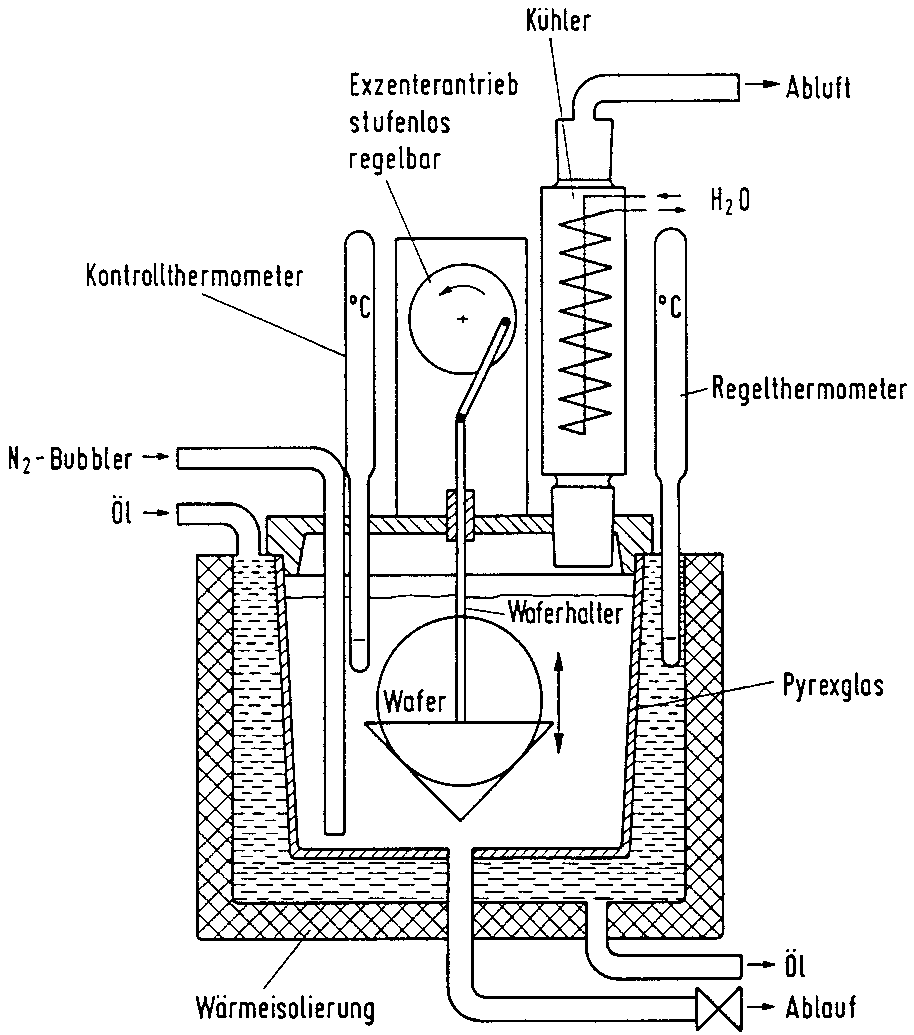 Kühler
Exzenterantrieb
stufenlos
regelbar
Abluft
H₂O
Kontrollthermometer
°C
°C
Regelthermometer
N₂-Bubbler
Öl
Waferhalter
Wafer
Pyrexglas
Wärmeisolierung
Öl
Ablauf